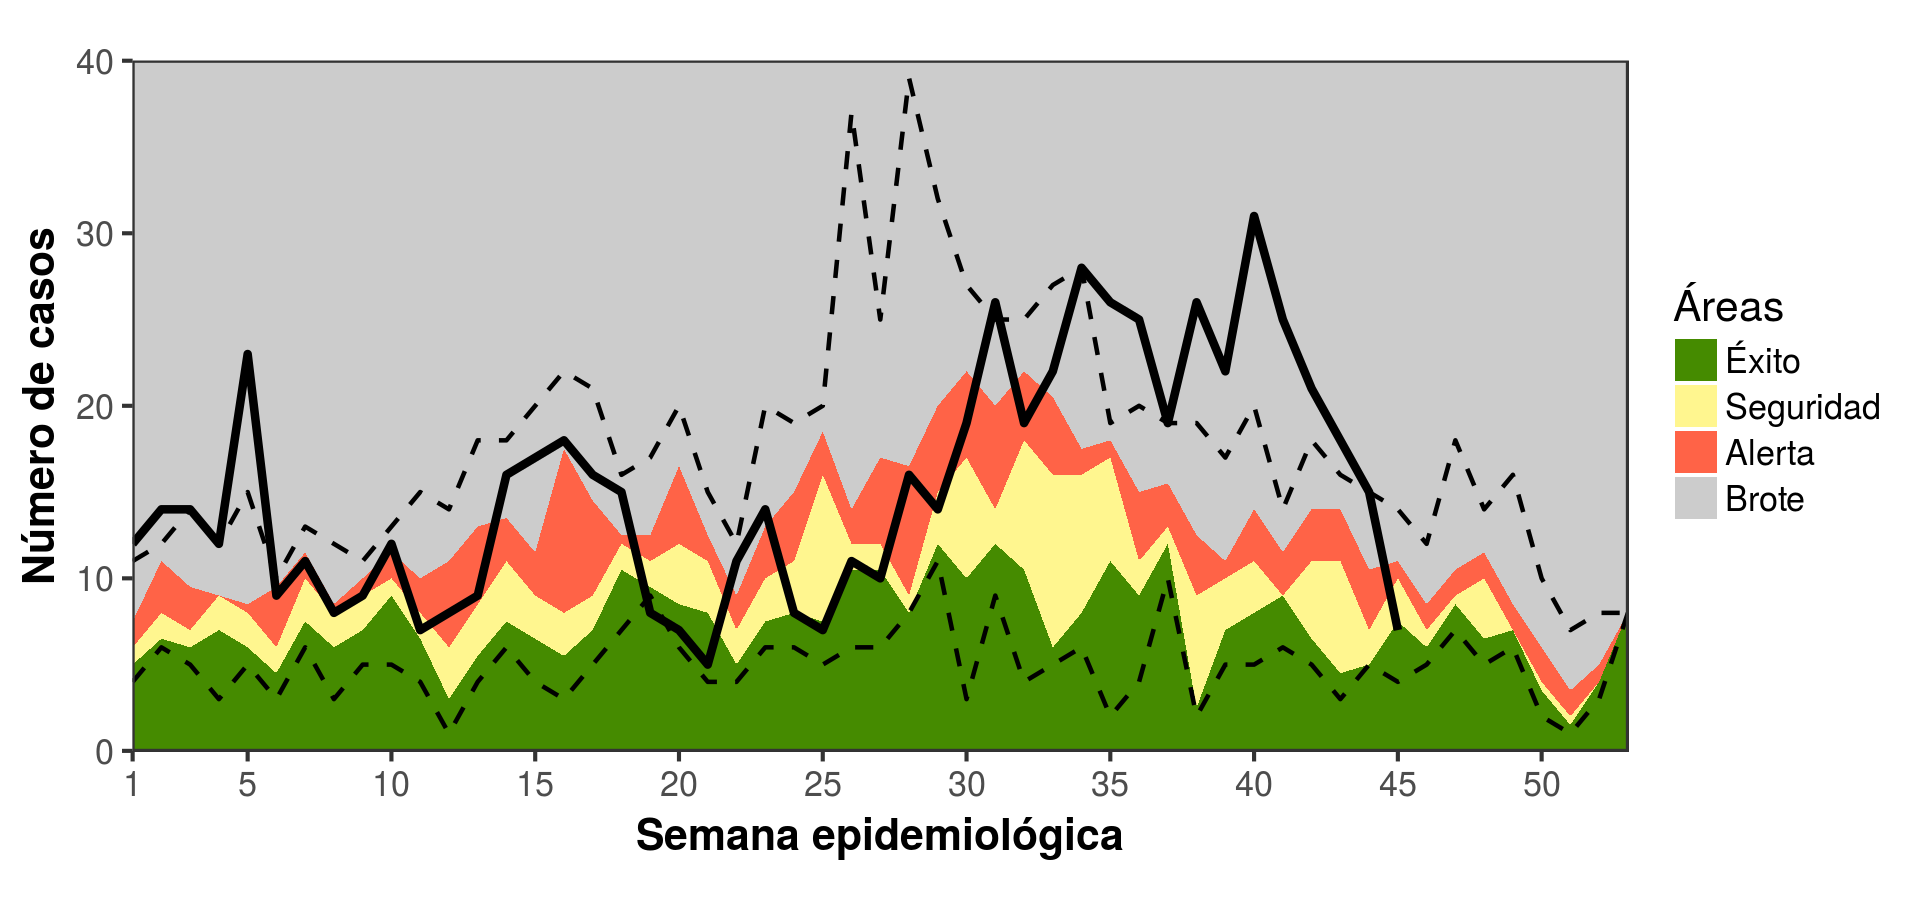 Número de casos
40
30
20
10
0
1 5 10 15 20 25 30 35 40 45 50
Semana epidemiológica
Áreas
Éxito
Seguridad
Alerta
Brote